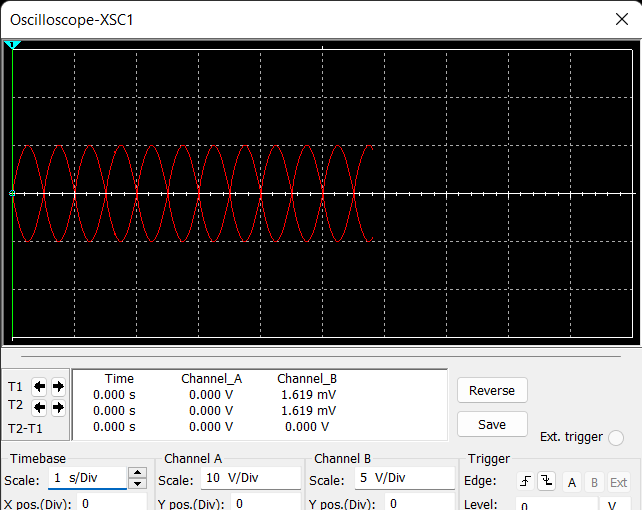 Oscilloscope-XSC1
1
T1
T2
T2-T1
Time Channel_A Channel_B
0.000 s 0.000 V 1.619 mV
0.000 s 0.000 V 1.619 mV
0.000 s 0.000 V 0.000 V
Reverse
Save
Ext. trigger
Timebase
Scale: 1 s/Div
X pos.(Div): 0
Channel A
Scale: 10 V/Div
Y pos.(Div): 0
Channel B
Scale: 5 V/Div
Y pos.(Div): 0
Trigger
Edge: A B Ext
Level: 0 V